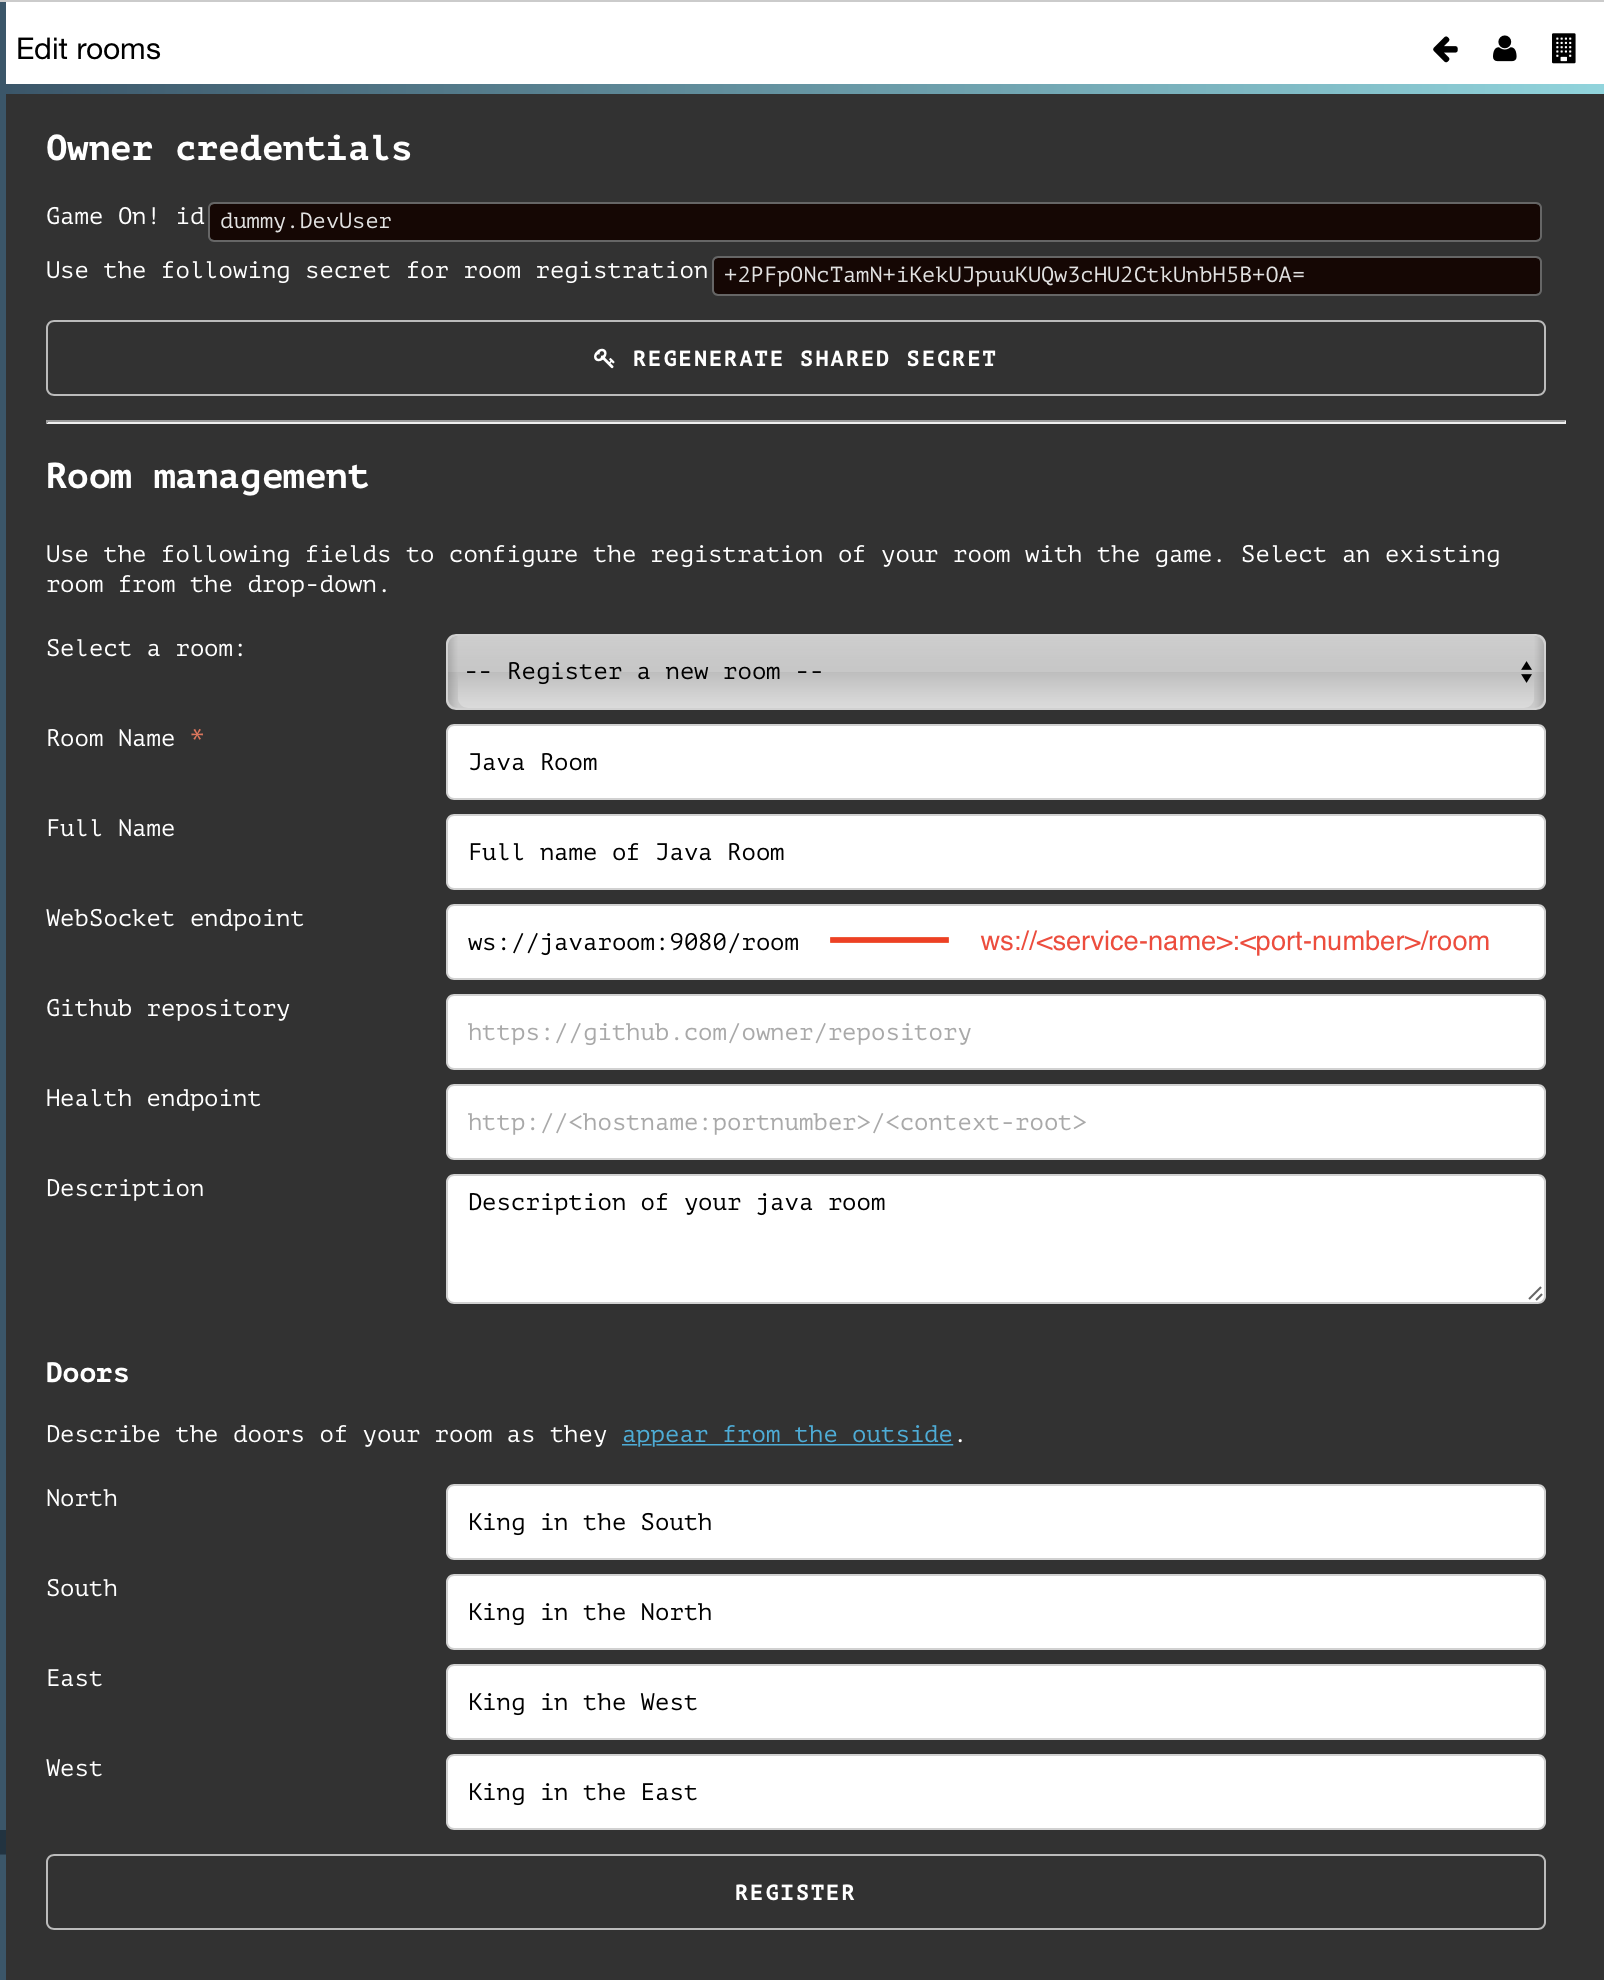 Edit rooms
Owner credentials
Game On! id dummy.DevUser
Use the following secret for room registration +2PFpONcTamN+iKekUJpuuKUQw3cHU2CtkUnbH5B+OA=
REGENERATE SHARED SECRET
Room management
Use the following fields to configure the registration of your room with the game. Select an existing
room from the drop-down.
Select a room: -- Register a new room --
Room Name * Java Room
Full Name Full name of Java Room
WebSocket endpoint ws://javaroom:9080/room ws://<service-name>:<port-number>/room
Github repository https://github.com/owner/repository
Health endpoint http://<hostname:portnumber>/<context-root>
Description Description of your java room
Doors
Describe the doors of your room as they appear from the outside.
North King in the South
South King in the North
East King in the West
West King in the East
REGISTER